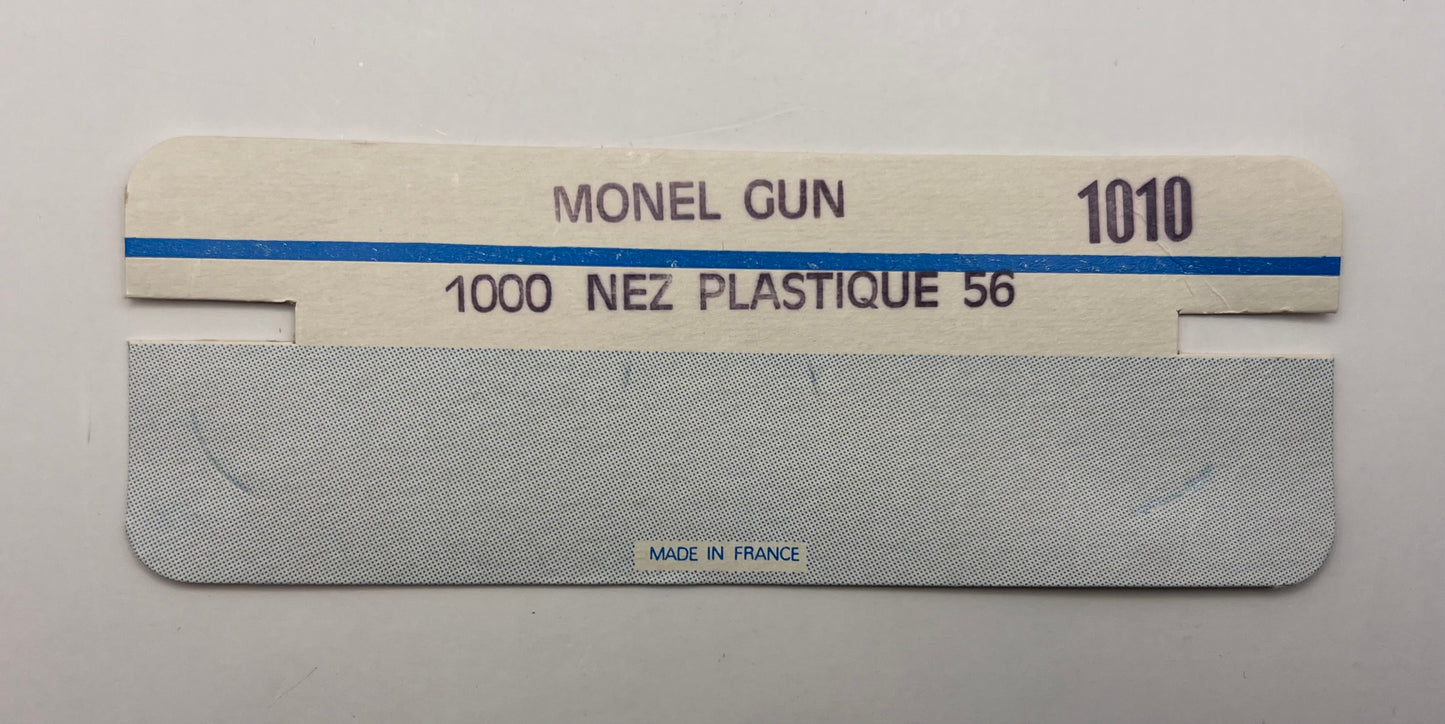 MONEL GUN 1010
1000 NEZ PLASTIQUE 56
MADE IN FRANCE